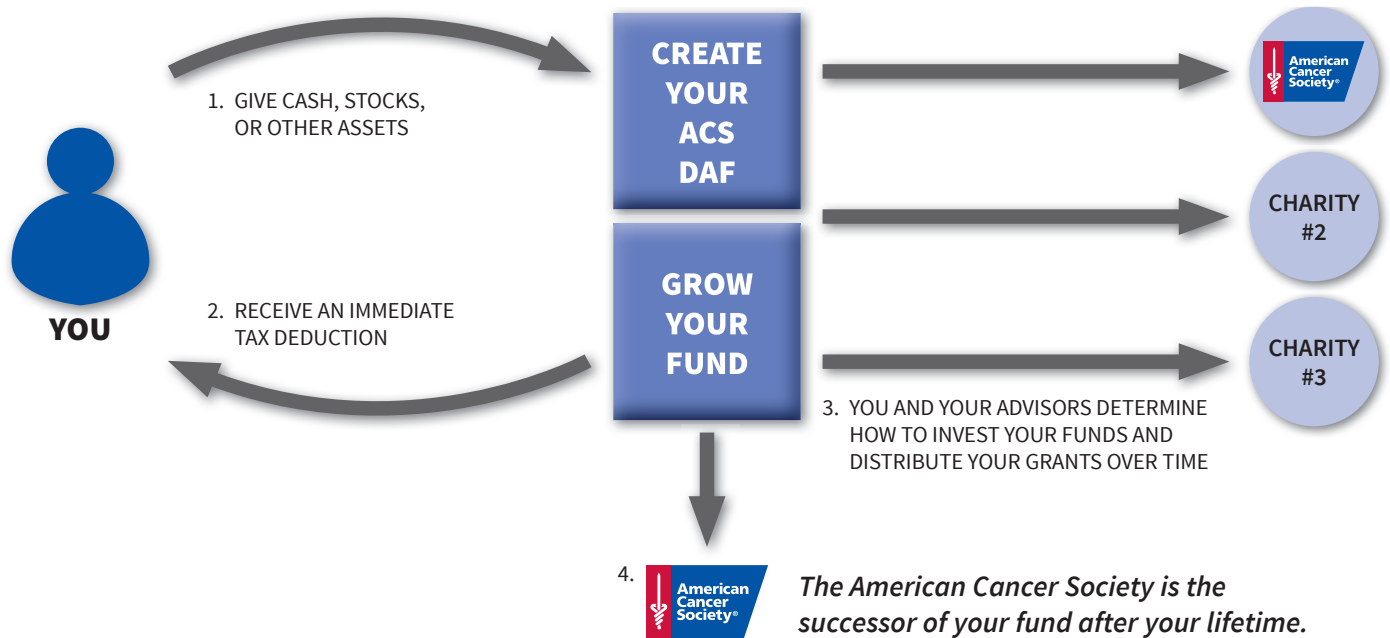 1. GIVE CASH, STOCKS,
OR OTHER ASSETS
YOU
2. RECEIVE AN IMMEDIATE
TAX DEDUCTION
CREATE
YOUR
ACS
DAF
GROW
YOUR
FUND
American
Cancer
Society®
CHARITY
#2
CHARITY
#3
3. YOU AND YOUR ADVISORS DETERMINE
HOW TO INVEST YOUR FUNDS AND
DISTRIBUTE YOUR GRANTS OVER TIME
4.
American
Cancer
Society®
The American Cancer Society is the
successor of your fund after your lifetime.